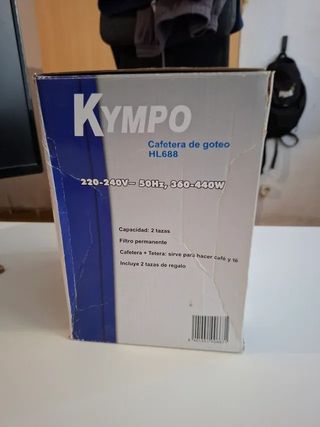 KYMPO
Cafetera de goteo
HL688
220-240V~ 50Hz, 360-440W
Capacidad: 2 tazas
Filtro permanente
Cafetera + Tetera: sirve para hacer café y té
Incluye 2 tazas de regalo